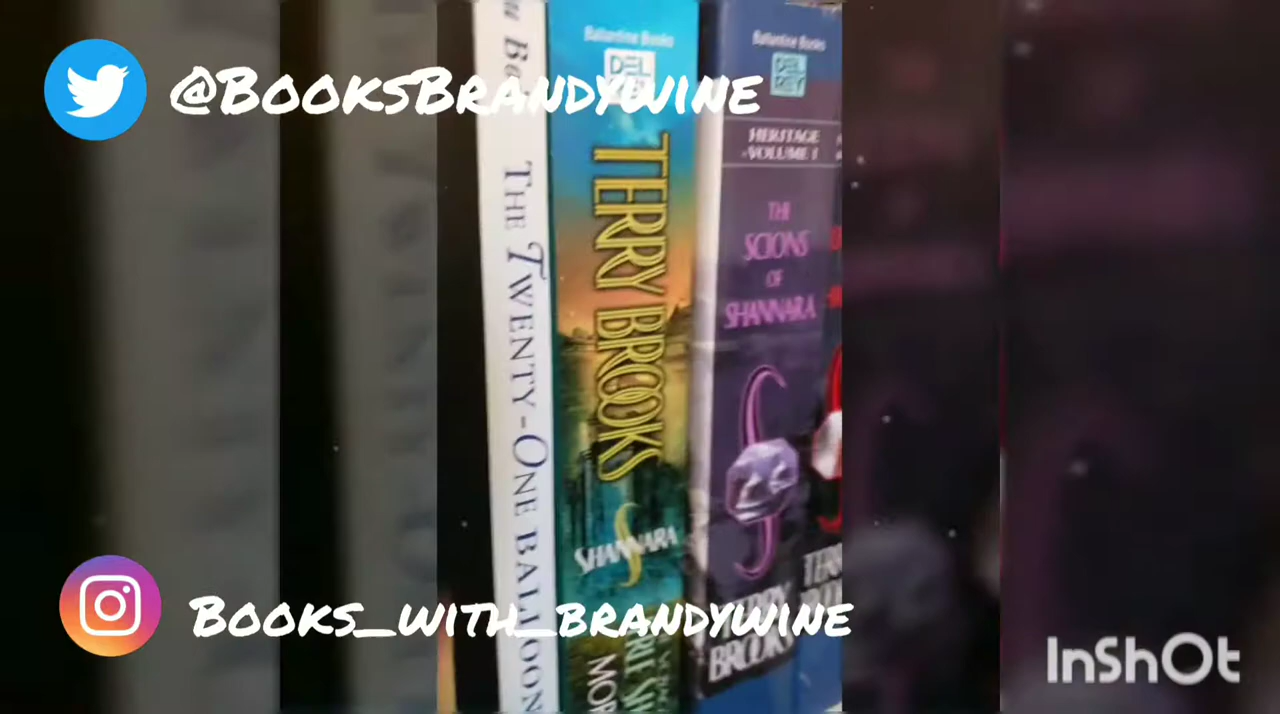 @BooksBrandywine
THE TWENTY-ONE BALLOON
Ballantine Books
DEL
TERRY BROOKS
SHANNARA
Ballantine Books
DEL REY
HERITAGE
VOLUME 1
THE
SCIONS
OF
SHANNARA
TERRY
BROOKS
Books_with_brandywine
InShOt